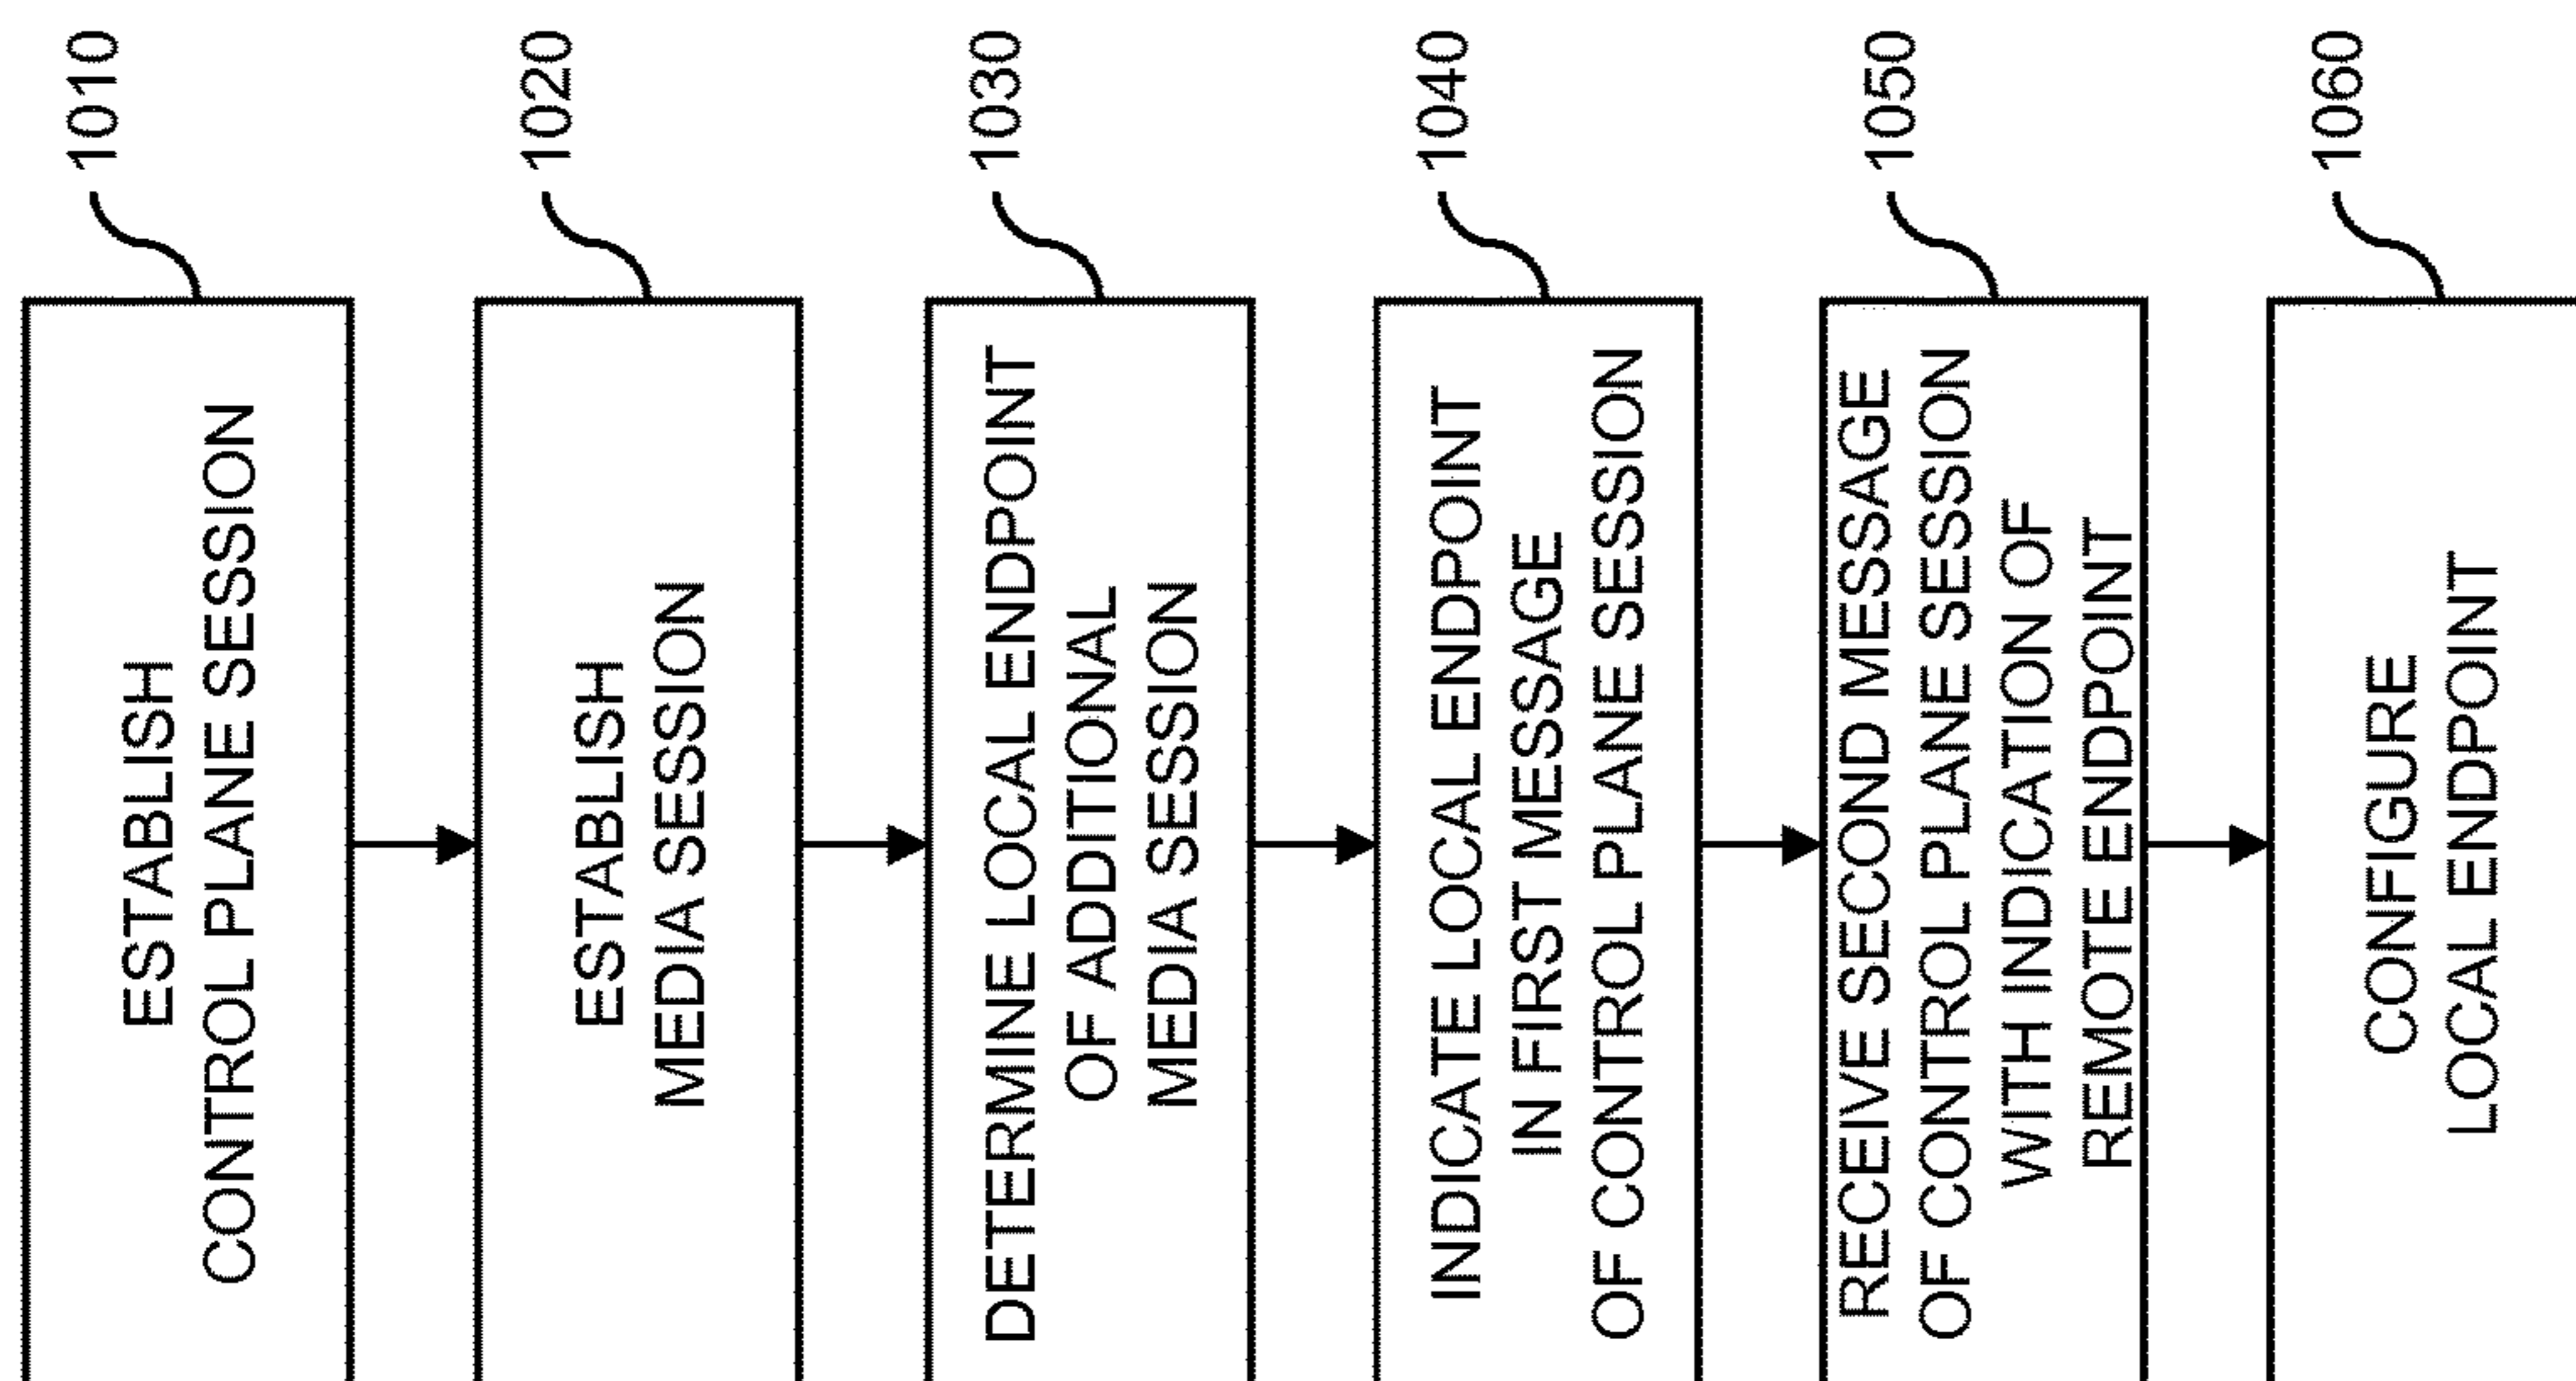 1010
ESTABLISH
CONTROL PLANE SESSION
1020
ESTABLISH
MEDIA SESSION
1030
DETERMINE LOCAL ENDPOINT
OF ADDITIONAL
MEDIA SESSION
1040
INDICATE LOCAL ENDPOINT
IN FIRST MESSAGE
OF CONTROL PLANE SESSION
1050
RECEIVE SECOND MESSAGE
OF CONTROL PLANE SESSION
WITH INDICATION OF
REMOTE ENDPOINT
1060
CONFIGURE
LOCAL ENDPOINT